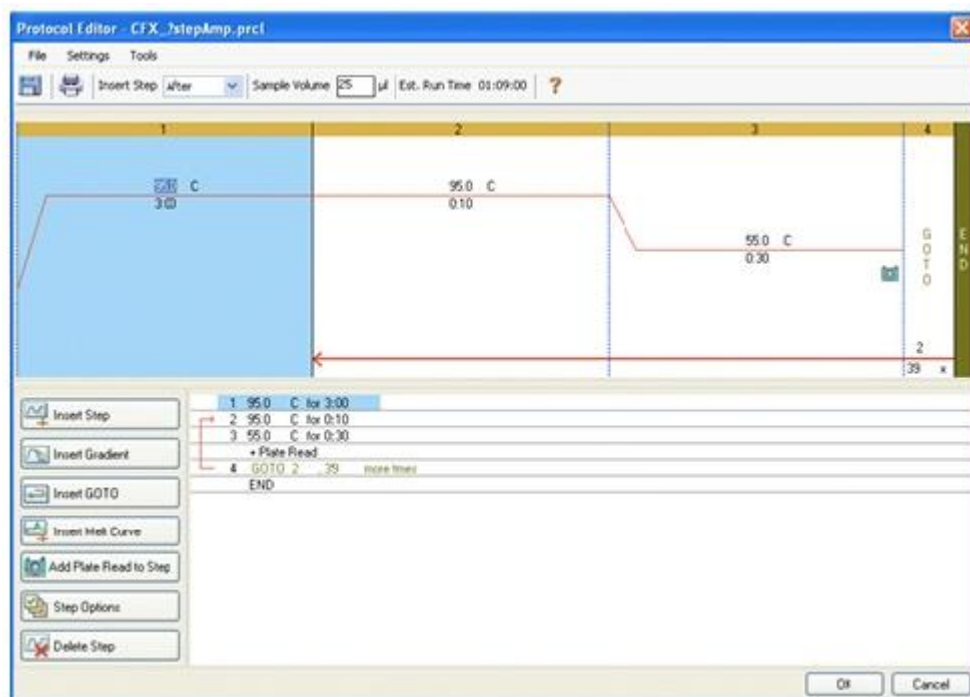 Protocol Editor - CFX_?stepAmp.prcl
File Settings Tools
Insert Step After Sample Volume 25 µl Est. Run Time 01:09:00 ?
1 2 3 4
C 95.0 C
3:00 0:10
55.0 C
0:30
GOTO
END
2
39 x
Insert Step
Insert Gradient
Insert GOTO
Insert Melt Curve
Add Plate Read to Step
Step Options
Delete Step
1 95.0 C for 3:00
2 95.0 C for 0:10
3 55.0 C for 0:30
+ Plate Read
4 GOTO 2 , 39 more times
END
OK Cancel